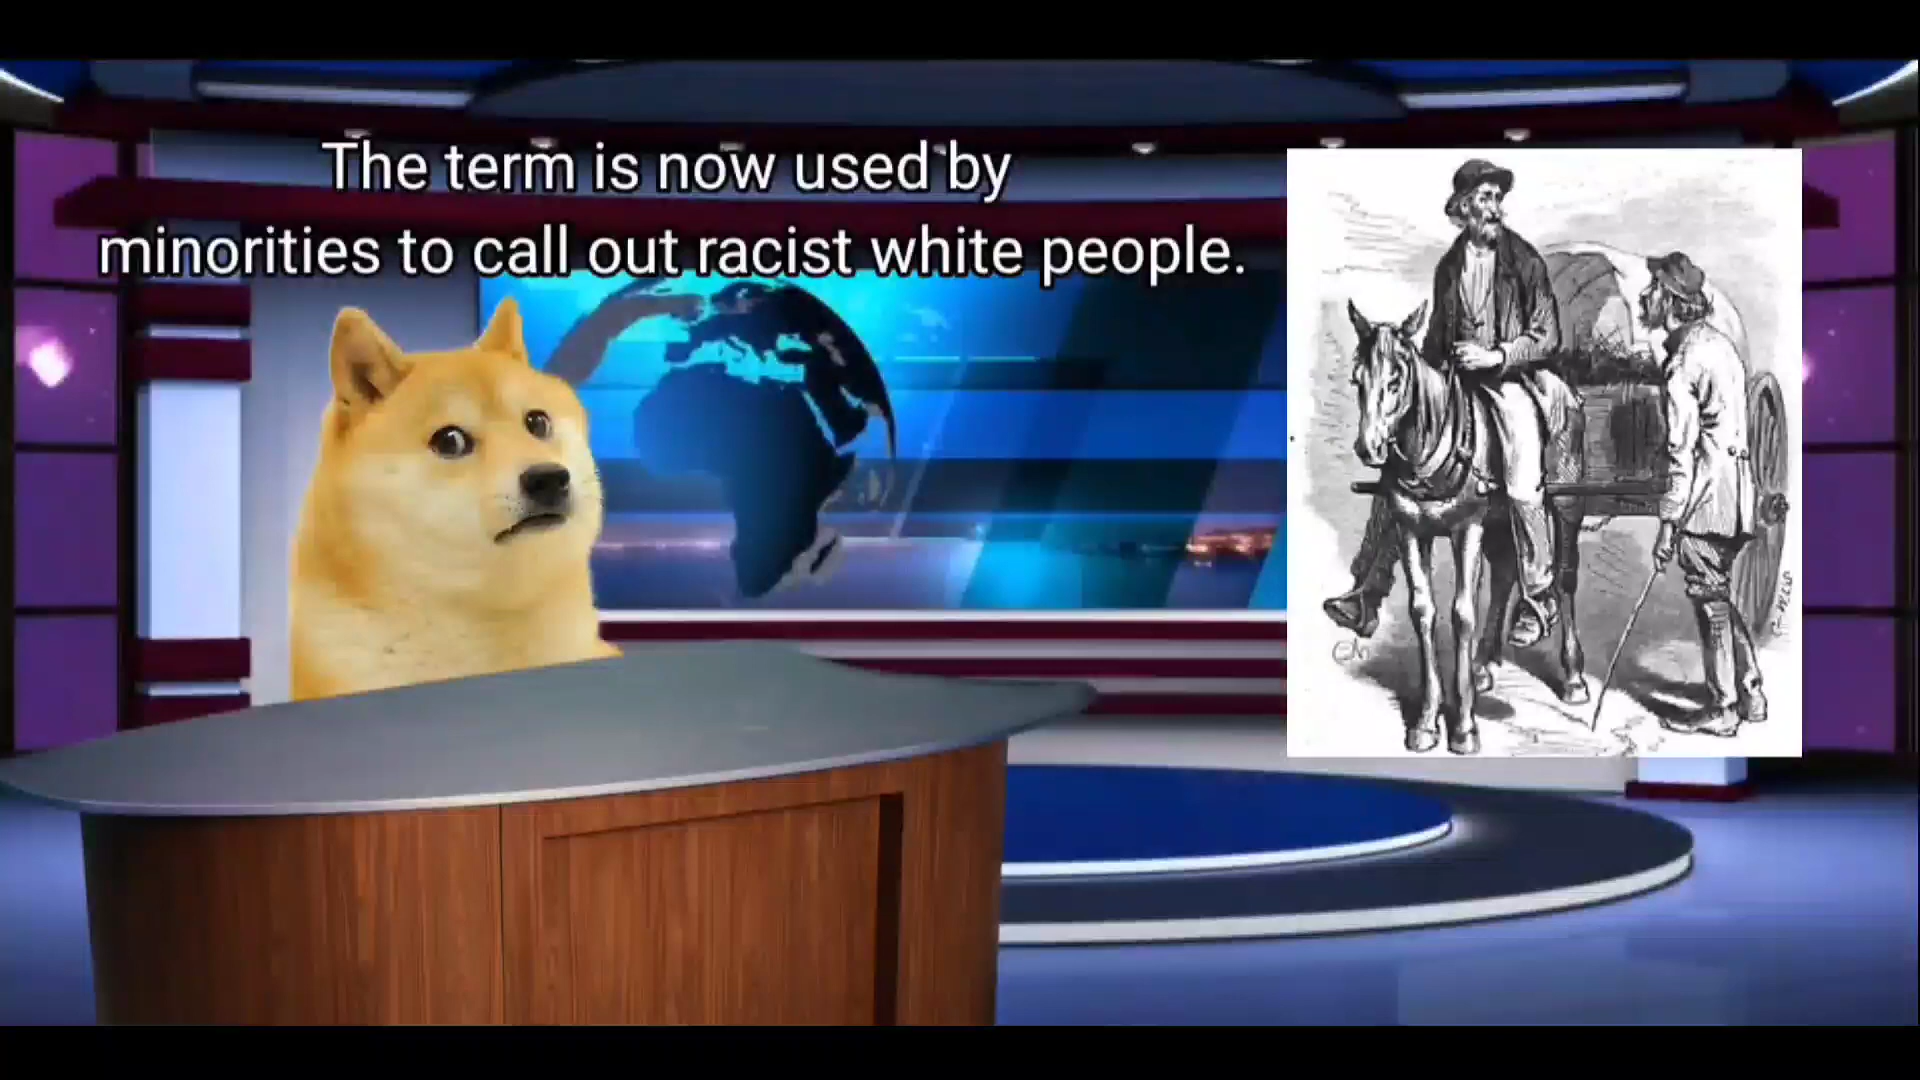 The term is now used by
minorities to call out racist white people.